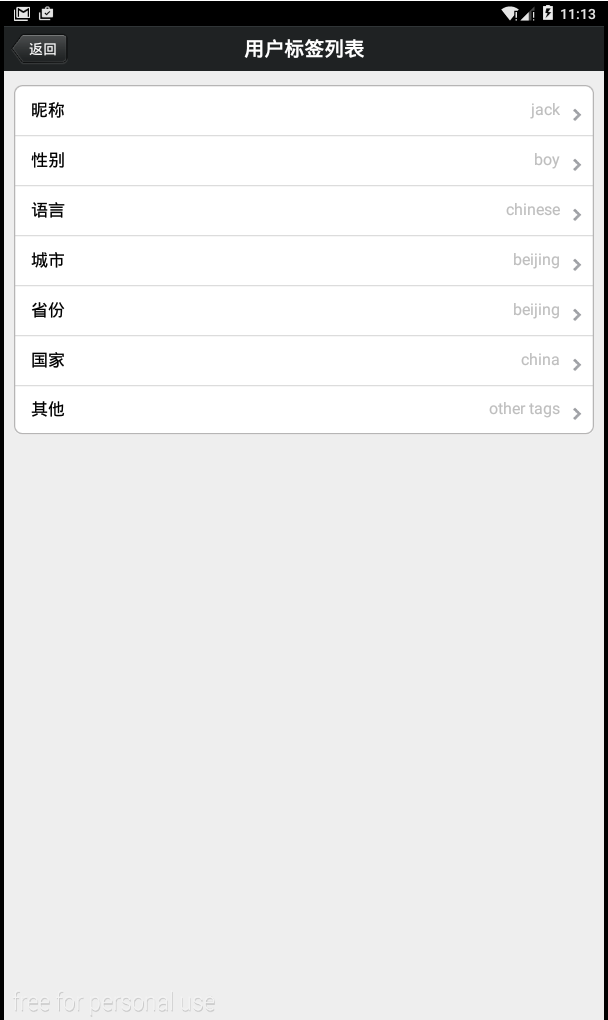 11:13
返回
用户标签列表
昵称 jack
性别 boy
语言 chinese
城市 beijing
省份 beijing
国家 china
其他 other tags
free for personal use